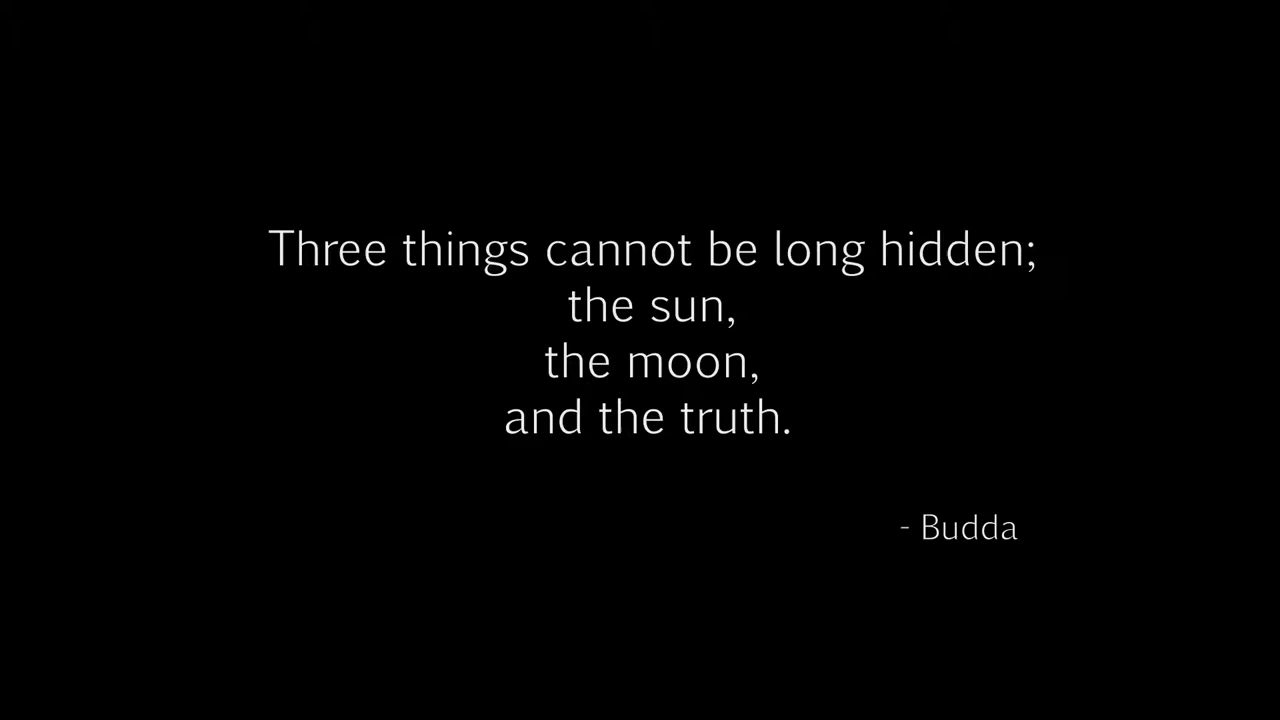 Three things cannot be long hidden;
the sun,
the moon,
and the truth.
- Budda